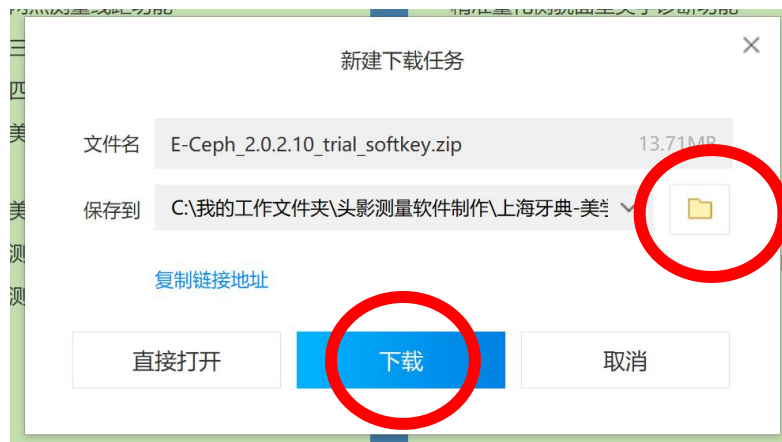 新建下载任务
文件名 E-Ceph_2.0.2.10_trial_softkey.zip 13.71MB
保存到 C:\我的工作文件夹\头影测量软件制作\上海牙典-美学
复制链接地址
直接打开 下载 取消